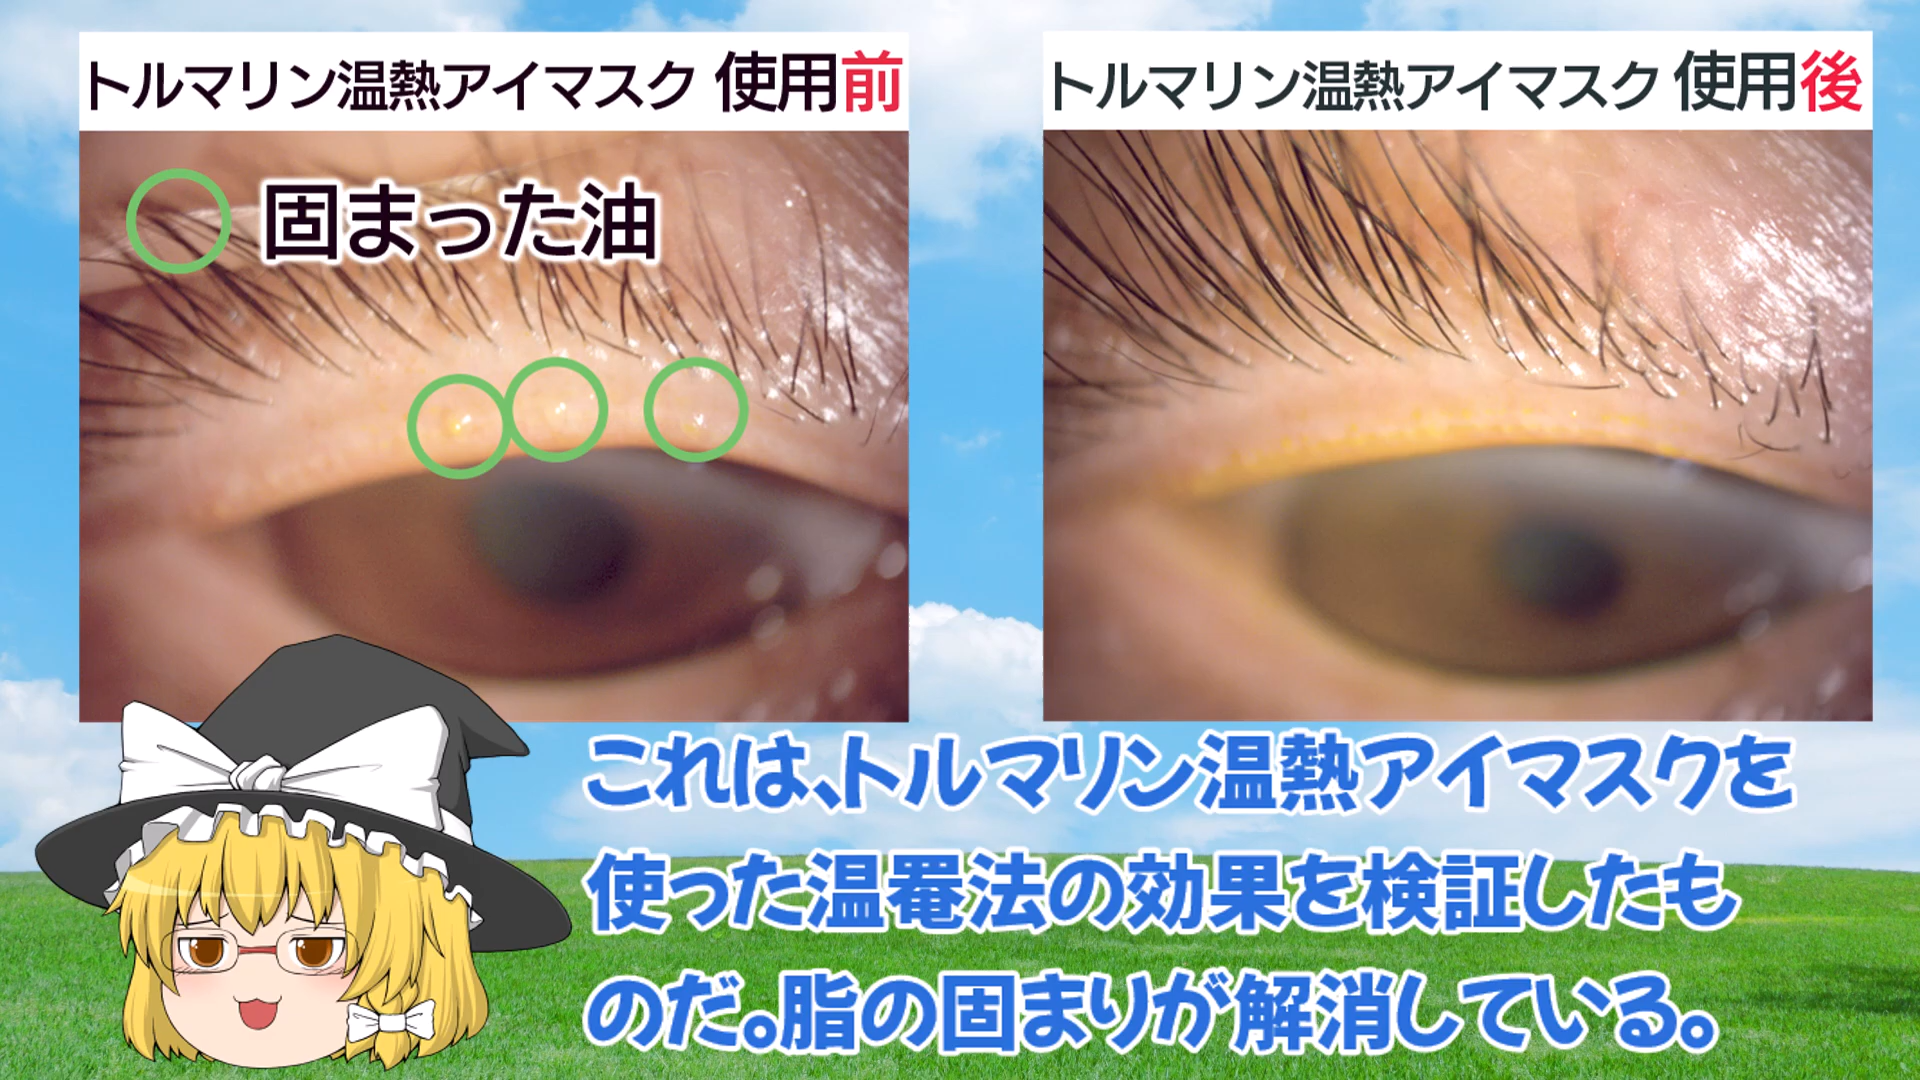 トルマリン温熱アイマスク 使用前
固まった油
トルマリン温熱アイマスク 使用後
これは、トルマリン温熱アイマスクを
使った温罨法の効果を検証したも
のだ。脂の固まりが解消している。